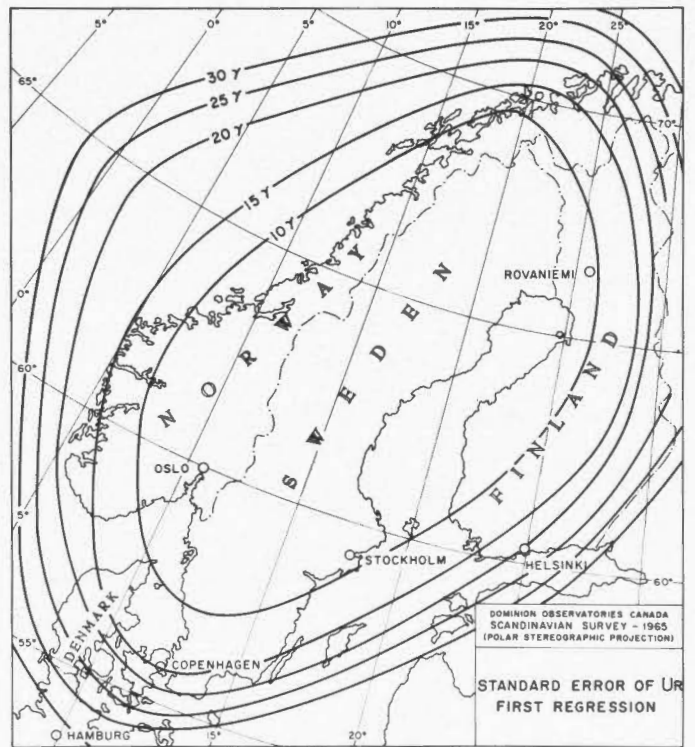 5° 0° 5° 10° 15° 20° 25°
65°
30 γ
25 γ
20 γ
70°
15 γ
10 γ
ROVANIEMI
NORWAY
SWEDEN
FINLAND
0°
60°
OSLO
5°
STOCKHOLM
HELSINKI
60°
DENMARK
55°
COPENHAGEN
HAMBURG
15°
20°
DOMINION OBSERVATORIES CANADA
SCANDINAVIAN SURVEY - 1965
(POLAR STEREOGRAPHIC PROJECTION)
STANDARD ERROR OF UR
FIRST REGRESSION